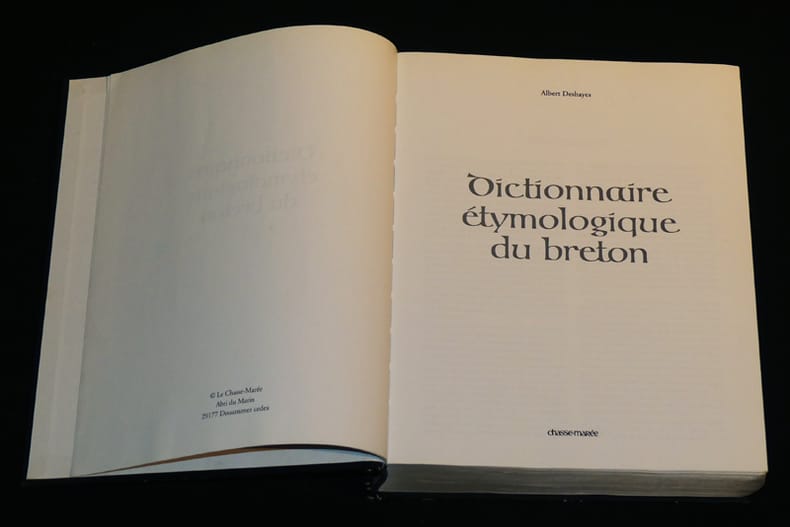 © Le Chasse-Marée
Abri du Marin
29177 Douarnenez cedex
Albert Deshayes
Dictionnaire
étymologique
du breton
chasse-marée